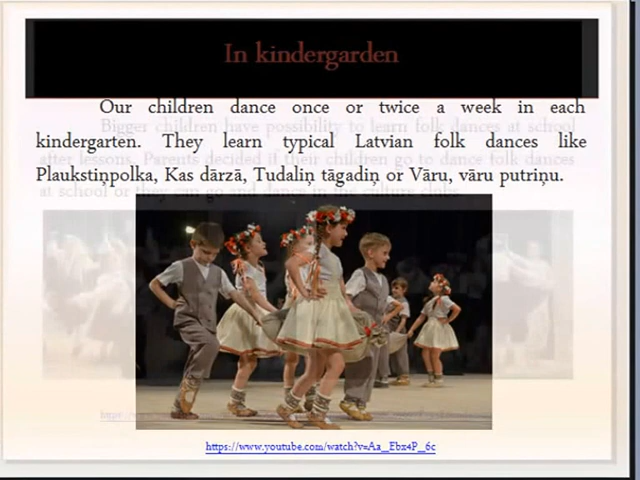 In kindergarden
Our children dance once or twice a week in each
Bigger children have possibility to learn folk dances at school
kindergarten. They learn typical Latvian folk dances like
after lessons. Parents decided if their children go to dance folk dances
Plaukstiņpolka, Kas dārzā, Tudaliņ tāgadiņ or Vāru, vāru putriņu.
at school or they can go and dance in the culture clubs.
https://www.youtube.com/watch?v=Aa_Ebx4P_6c